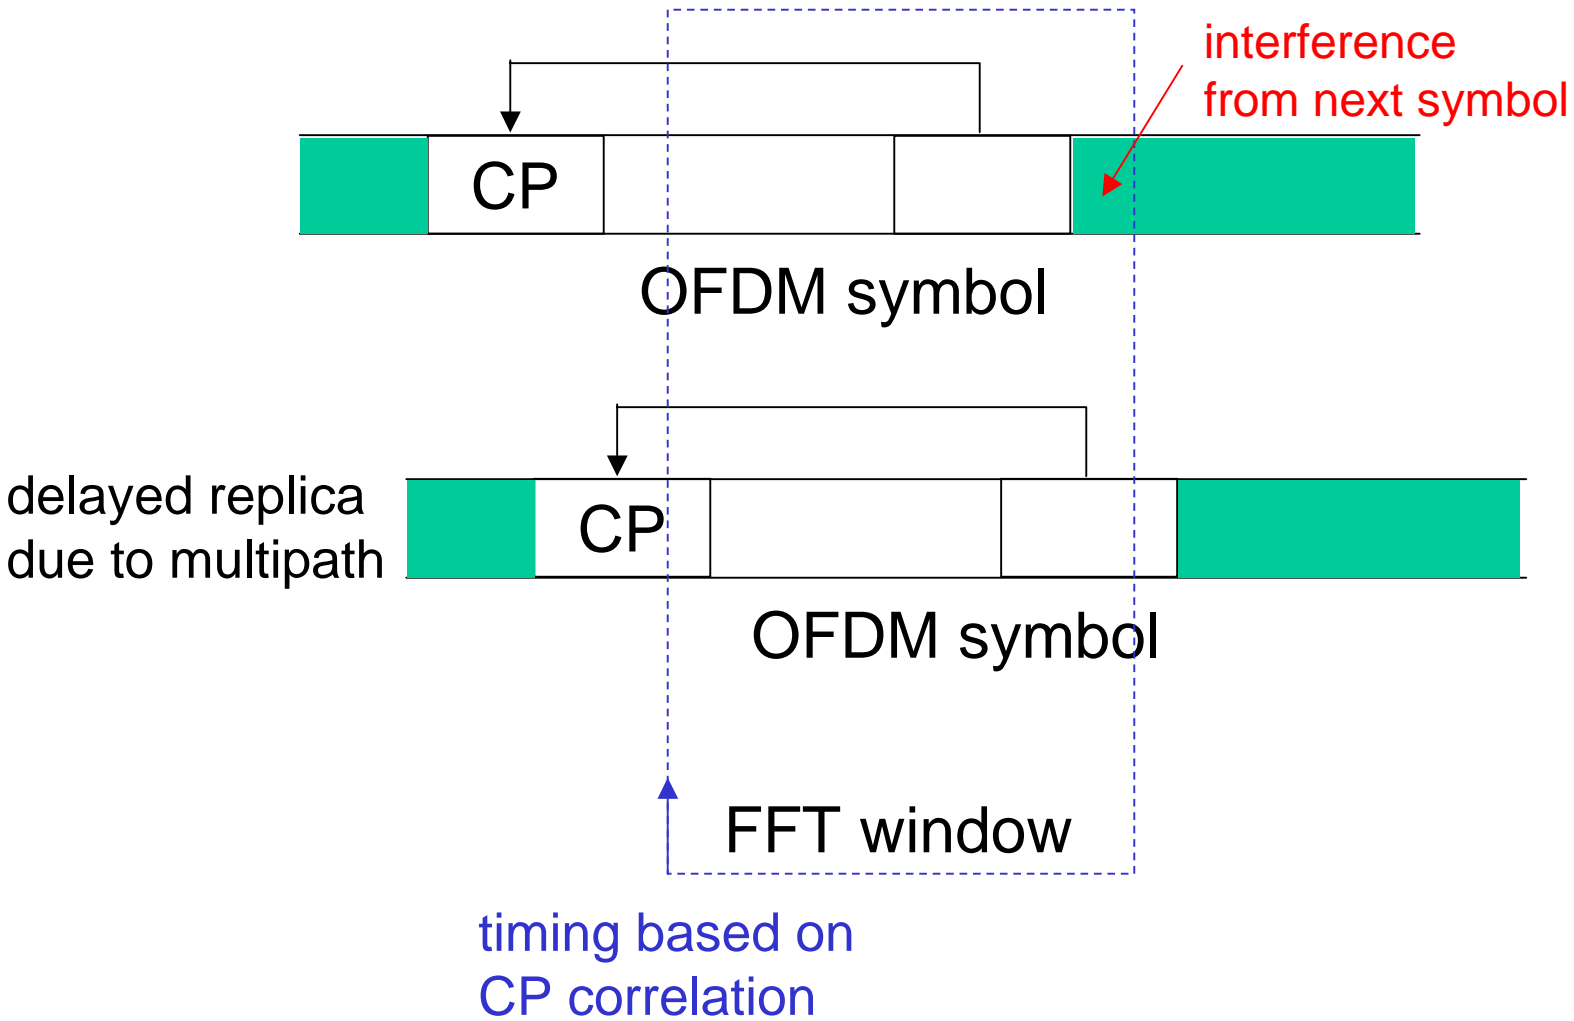 interference
from next symbol
CP
OFDM symbol
delayed replica
due to multipath
CP
OFDM symbol
FFT window
timing based on
CP correlation